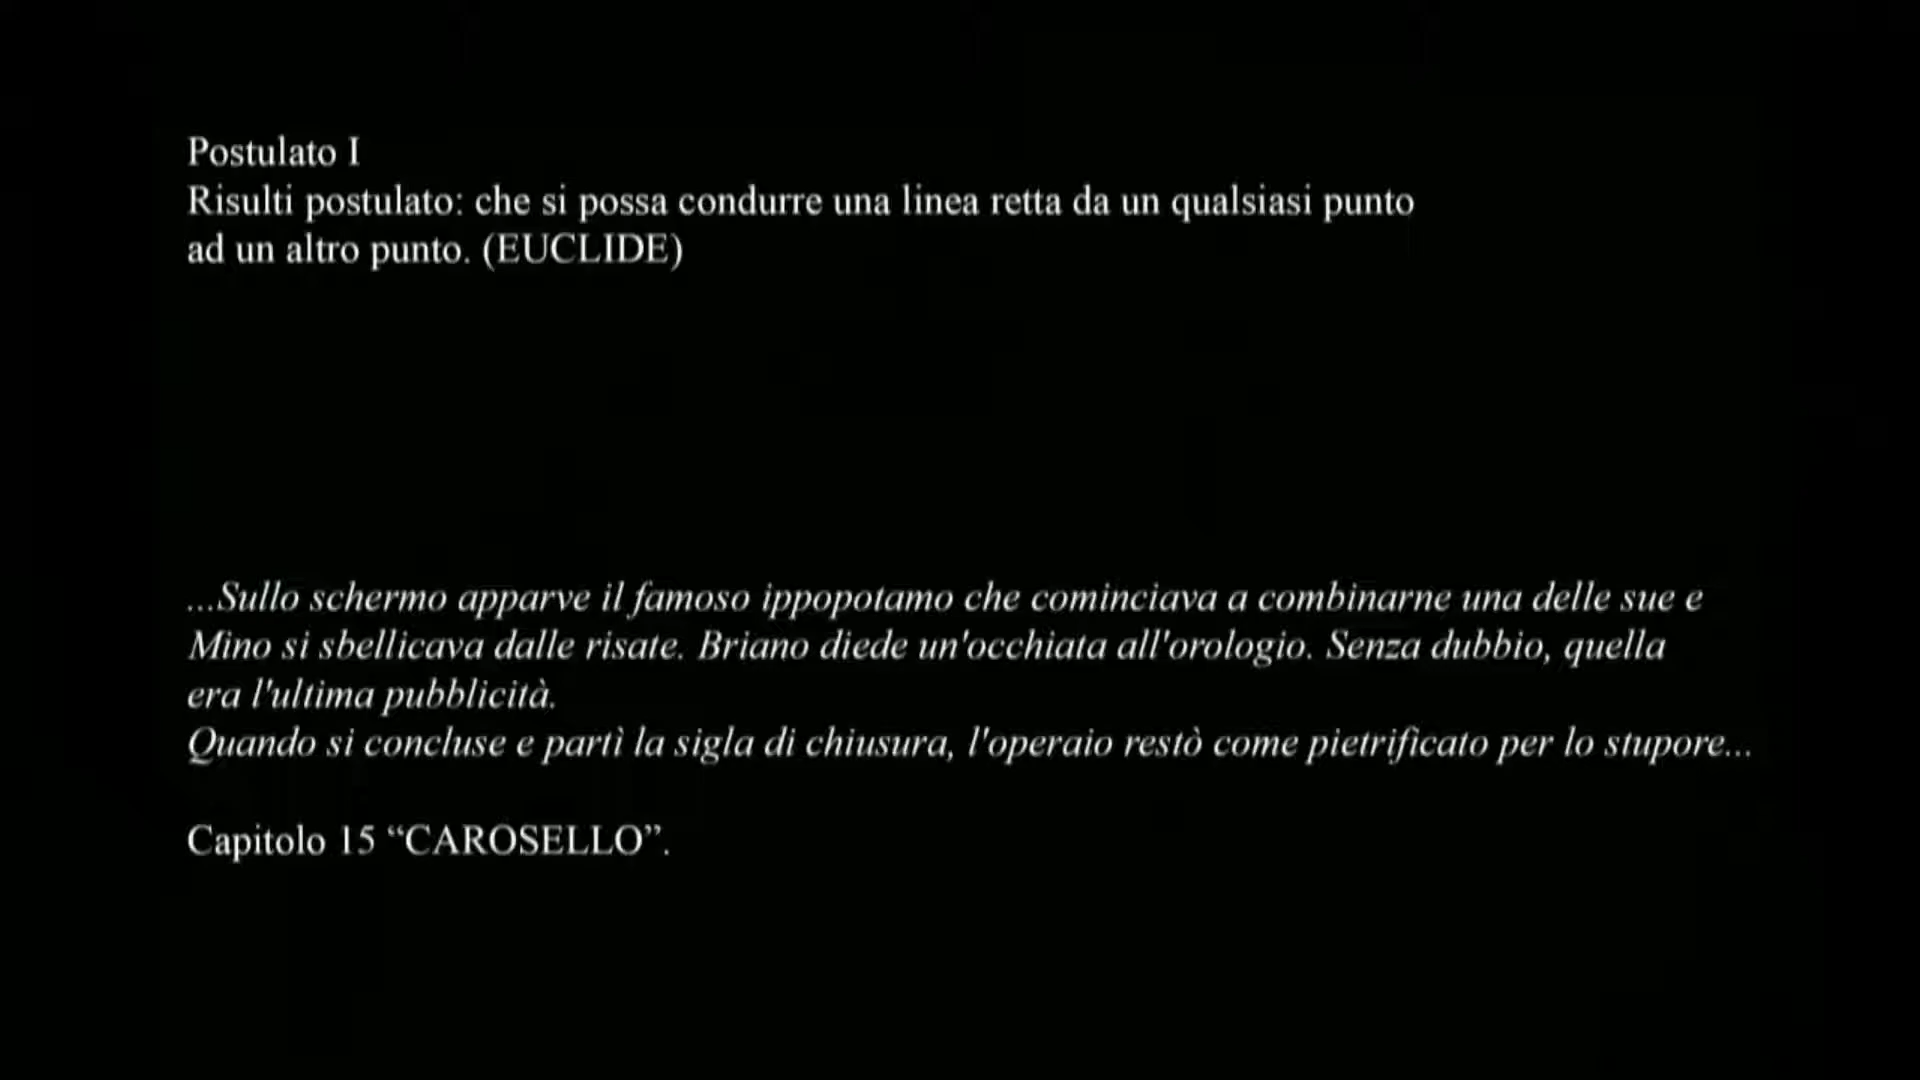 Postulato I
Risulti postulato: che si possa condurre una linea retta da un qualsiasi punto
ad un altro punto. (EUCLIDE)
...Sullo schermo apparve il famoso ippopotamo che cominciava a combinarne una delle sue e
Mino si sbellicava dalle risate. Briano diede un'occhiata all'orologio. Senza dubbio, quella
era l'ultima pubblicità.
Quando si concluse e partì la sigla di chiusura, l'operaio restò come pietrificato per lo stupore...
Capitolo 15 “CAROSELLO”.